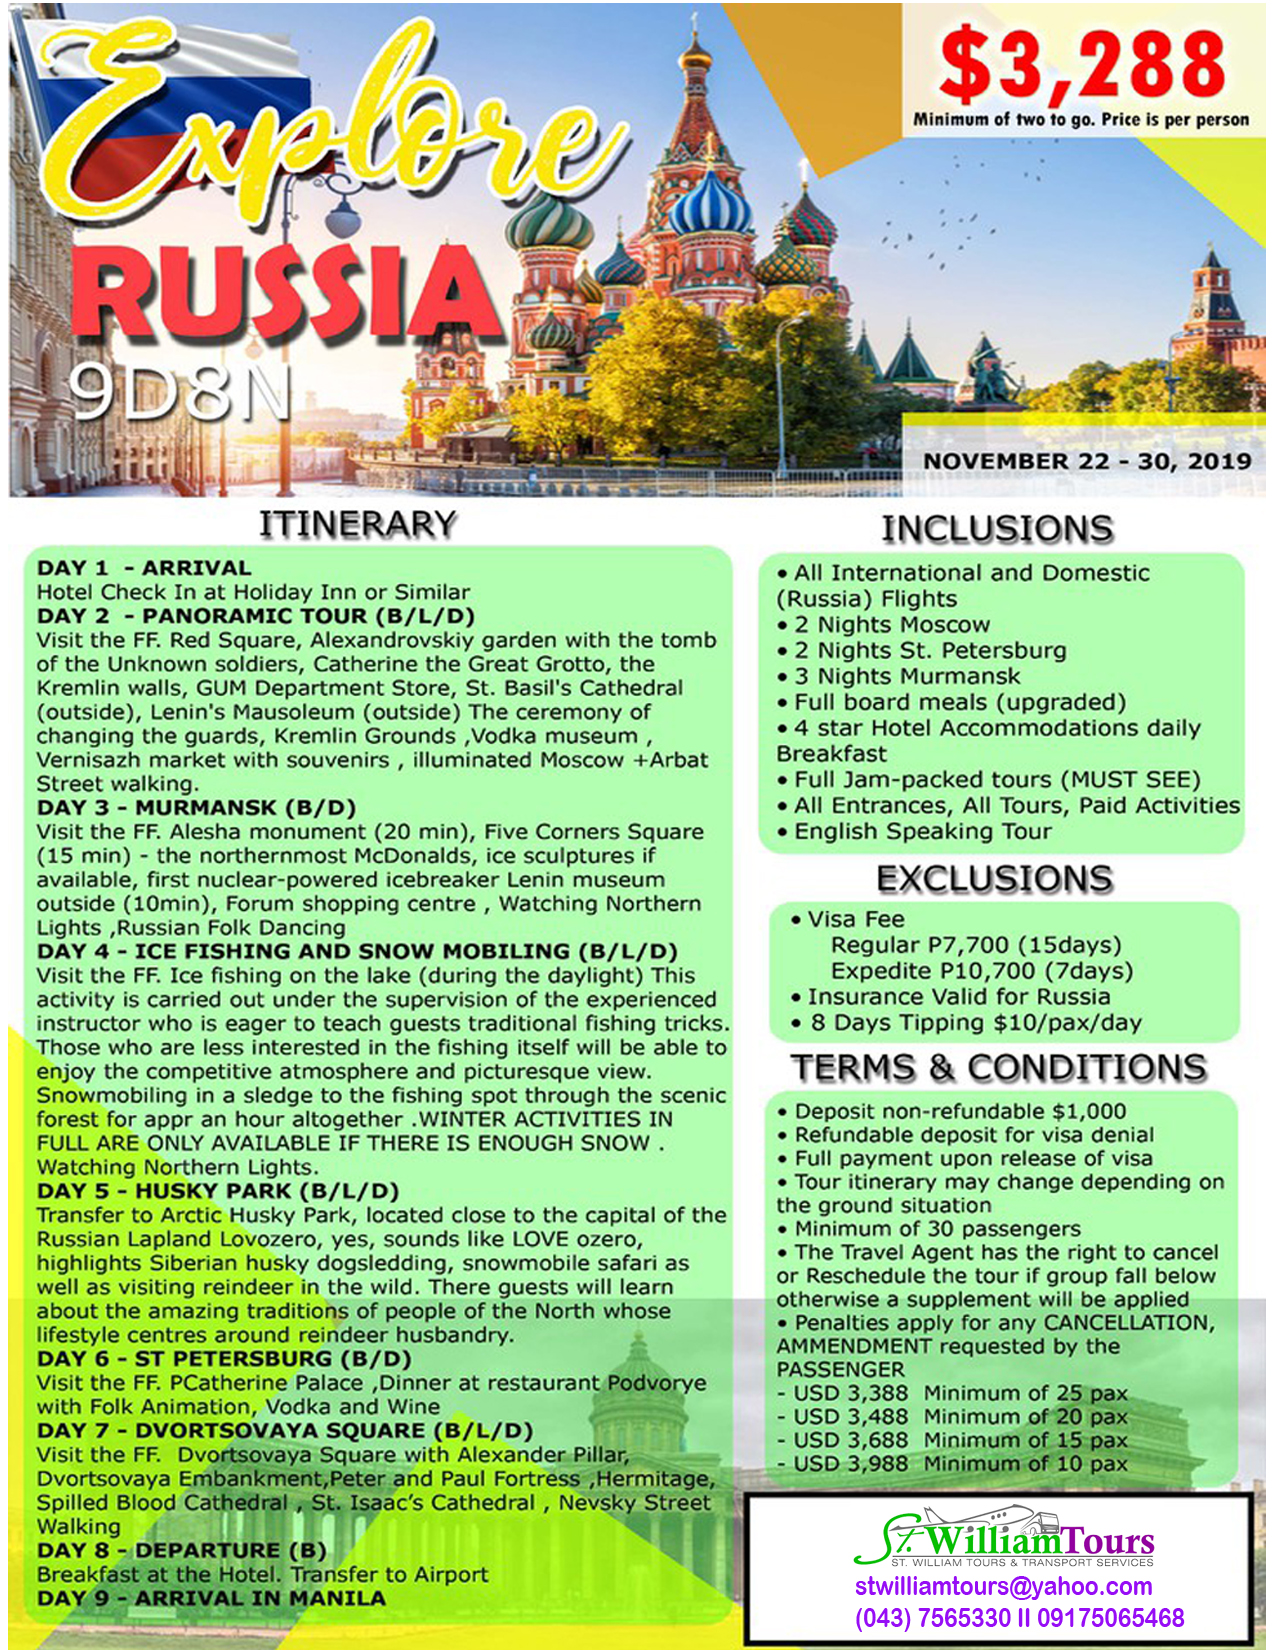 Explore
RUSSIA
9D8N
$3,288
Minimum of two to go. Price is per person
NOVEMBER 22 - 30, 2019
ITINERARY
DAY 1 - ARRIVAL
Hotel Check In at Holiday Inn or Similar
DAY 2 - PANORAMIC TOUR (B/L/D)
Visit the FF. Red Square, Alexandrovskiy garden with the tomb
of the Unknown soldiers, Catherine the Great Grotto, the
Kremlin walls, GUM Department Store, St. Basil's Cathedral
(outside), Lenin's Mausoleum (outside) The ceremony of
changing the guards, Kremlin Grounds ,Vodka museum ,
Vernisazh market with souvenirs , illuminated Moscow +Arbat
Street walking.
DAY 3 - MURMANSK (B/D)
Visit the FF. Alesha monument (20 min), Five Corners Square
(15 min) - the northernmost McDonalds, ice sculptures if
available, first nuclear-powered icebreaker Lenin museum
outside (10min), Forum shopping centre , Watching Northern
Lights ,Russian Folk Dancing
DAY 4 - ICE FISHING AND SNOW MOBILING (B/L/D)
Visit the FF. Ice fishing on the lake (during the daylight) This
activity is carried out under the supervision of the experienced
instructor who is eager to teach guests traditional fishing tricks.
Those who are less interested in the fishing itself will be able to
enjoy the competitive atmosphere and picturesque view.
Snowmobiling in a sledge to the fishing spot through the scenic
forest for appr an hour altogether .WINTER ACTIVITIES IN
FULL ARE ONLY AVAILABLE IF THERE IS ENOUGH SNOW .
Watching Northern Lights.
DAY 5 - HUSKY PARK (B/L/D)
Transfer to Arctic Husky Park, located close to the capital of the
Russian Lapland Lovozero, yes, sounds like LOVE ozero,
highlights Siberian husky dogsledding, snowmobile safari as
well as visiting reindeer in the wild. There guests will learn
about the amazing traditions of people of the North whose
lifestyle centres around reindeer husbandry.
DAY 6 - ST PETERSBURG (B/D)
Visit the FF. PCatherine Palace ,Dinner at restaurant Podvorye
with Folk Animation, Vodka and Wine
DAY 7 - DVORTSOVAYA SQUARE (B/L/D)
Visit the FF. Dvortsovaya Square with Alexander Pillar,
Dvortsovaya Embankment,Peter and Paul Fortress ,Hermitage,
Spilled Blood Cathedral , St. Isaac's Cathedral , Nevsky Street
Walking
DAY 8 - DEPARTURE (B)
Breakfast at the Hotel. Transfer to Airport
DAY 9 - ARRIVAL IN MANILA
INCLUSIONS
• All International and Domestic
(Russia) Flights
• 2 Nights Moscow
• 2 Nights St. Petersburg
• 3 Nights Murmansk
• Full board meals (upgraded)
• 4 star Hotel Accommodations daily
Breakfast
• Full Jam-packed tours (MUST SEE)
• All Entrances, All Tours, Paid Activities
• English Speaking Tour
EXCLUSIONS
• Visa Fee
Regular P7,700 (15days)
Expedite P10,700 (7days)
• Insurance Valid for Russia
• 8 Days Tipping $10/pax/day
TERMS & CONDITIONS
• Deposit non-refundable $1,000
• Refundable deposit for visa denial
• Full payment upon release of visa
• Tour itinerary may change depending on
the ground situation
• Minimum of 30 passengers
• The Travel Agent has the right to cancel
or Reschedule the tour if group fall below
otherwise a supplement will be applied
• Penalties apply for any CANCELLATION,
AMMENDMENT requested by the
PASSENGER
- USD 3,388 Minimum of 25 pax
- USD 3,488 Minimum of 20 pax
- USD 3,688 Minimum of 15 pax
- USD 3,988 Minimum of 10 pax
St. WilliamTours
ST. WILLIAM TOURS & TRANSPORT SERVICES
stwilliamtours@yahoo.com
(043) 7565330 II 09175065468